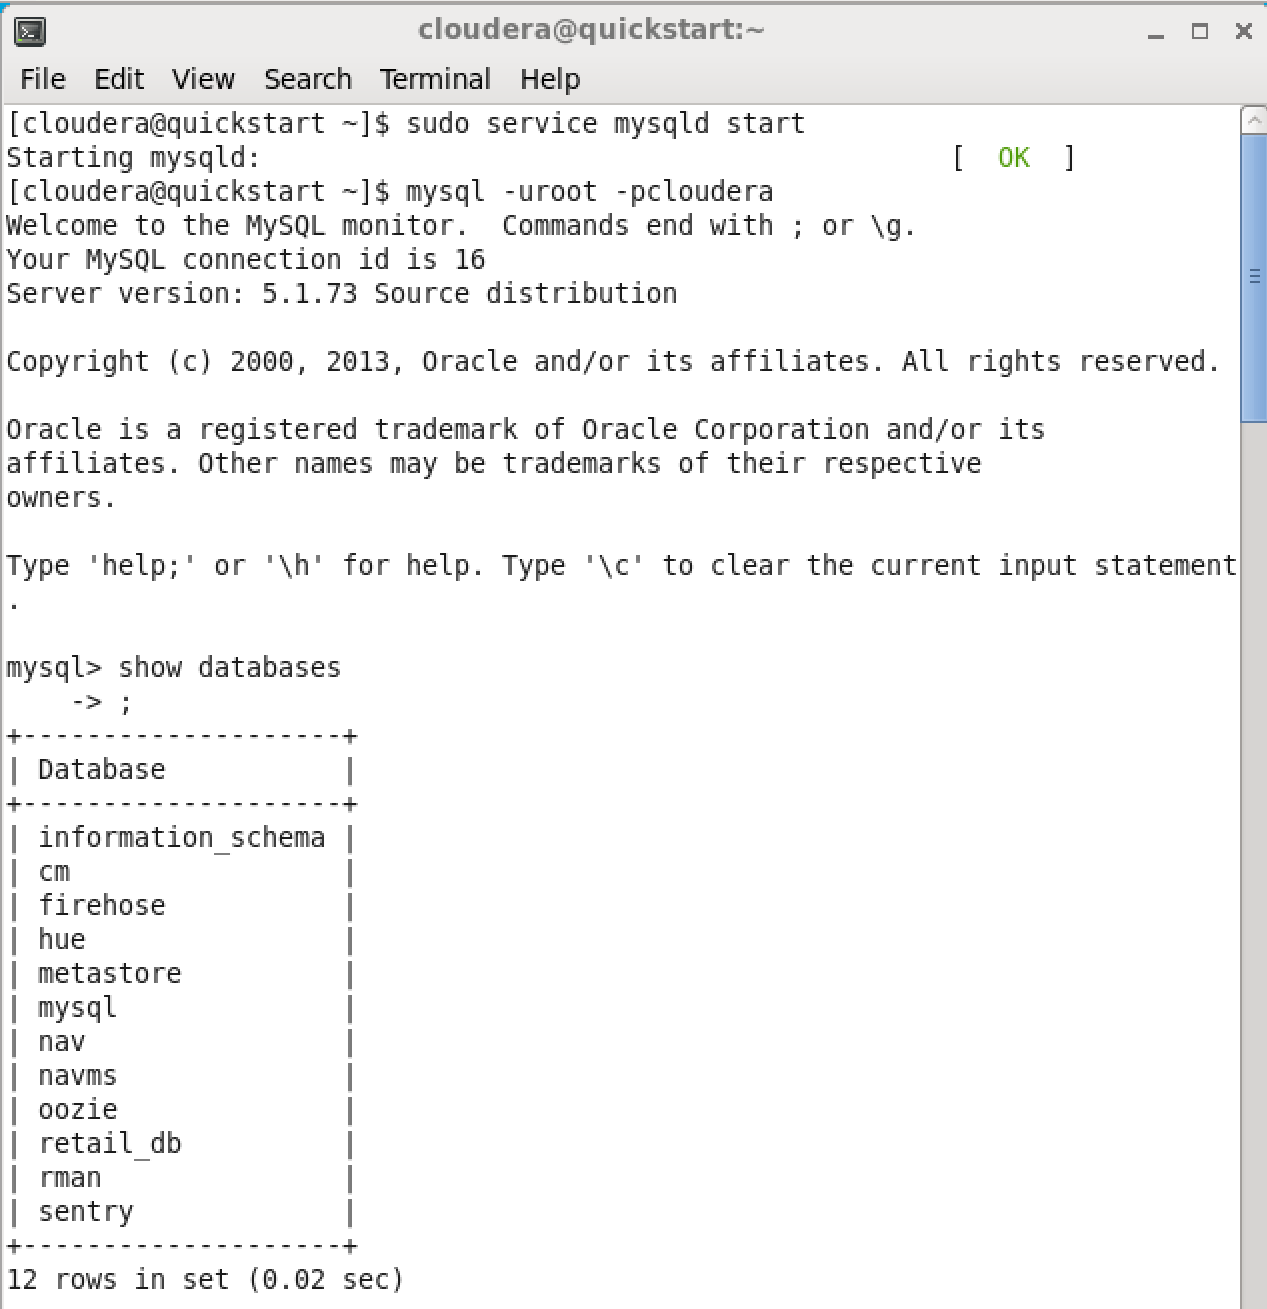 cloudera@quickstart:~
File Edit View Search Terminal Help
[cloudera@quickstart ~]$ sudo service mysqld start
Starting mysqld:                                       [  OK  ]
[cloudera@quickstart ~]$ mysql -uroot -pcloudera
Welcome to the MySQL monitor.  Commands end with ; or \g.
Your MySQL connection id is 16
Server version: 5.1.73 Source distribution

Copyright (c) 2000, 2013, Oracle and/or its affiliates. All rights reserved.

Oracle is a registered trademark of Oracle Corporation and/or its
affiliates. Other names may be trademarks of their respective
owners.

Type 'help;' or '\h' for help. Type '\c' to clear the current input statement
.

mysql> show databases
    -> ;
+--------------------+
| Database           |
+--------------------+
| information_schema |
| cm                 |
| firehose           |
| hue                |
| metastore          |
| mysql              |
| nav                |
| navms              |
| oozie              |
| retail_db          |
| rman               |
| sentry             |
+--------------------+
12 rows in set (0.02 sec)